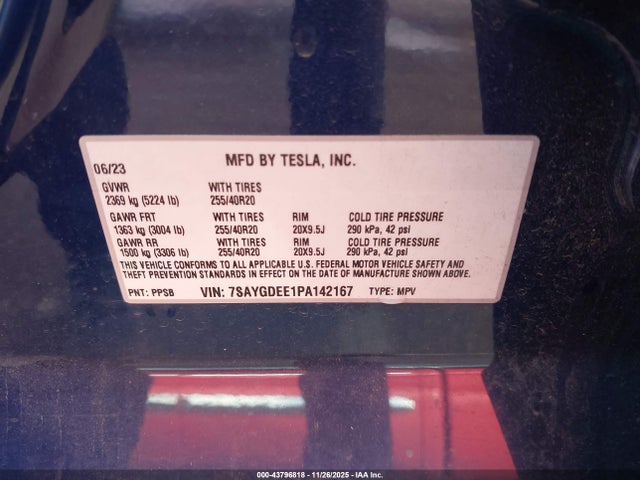 06/23 MFD BY TESLA, INC.
GVWR WITH TIRES
2369 kg (5224 lb) 255/40R20
GAWR FRT WITH TIRES RIM COLD TIRE PRESSURE
1363 kg (3004 lb) 255/40R20 20X9.5J 290 kPa, 42 psi
GAWR RR WITH TIRES RIM COLD TIRE PRESSURE
1500 kg (3306 lb) 255/40R20 20X9.5J 290 kPa, 42 psi
THIS VEHICLE CONFORMS TO ALL APPLICABLE U.S. FEDERAL MOTOR VEHICLE SAFETY AND
THEFT PREVENTION STANDARDS IN EFFECT ON THE DATE OF MANUFACTURE SHOWN ABOVE.
PNT: PPSB VIN: 7SAYGDEE1PA142167 TYPE: MPV
000-43796818 - 11/26/2025 - IAA Inc.